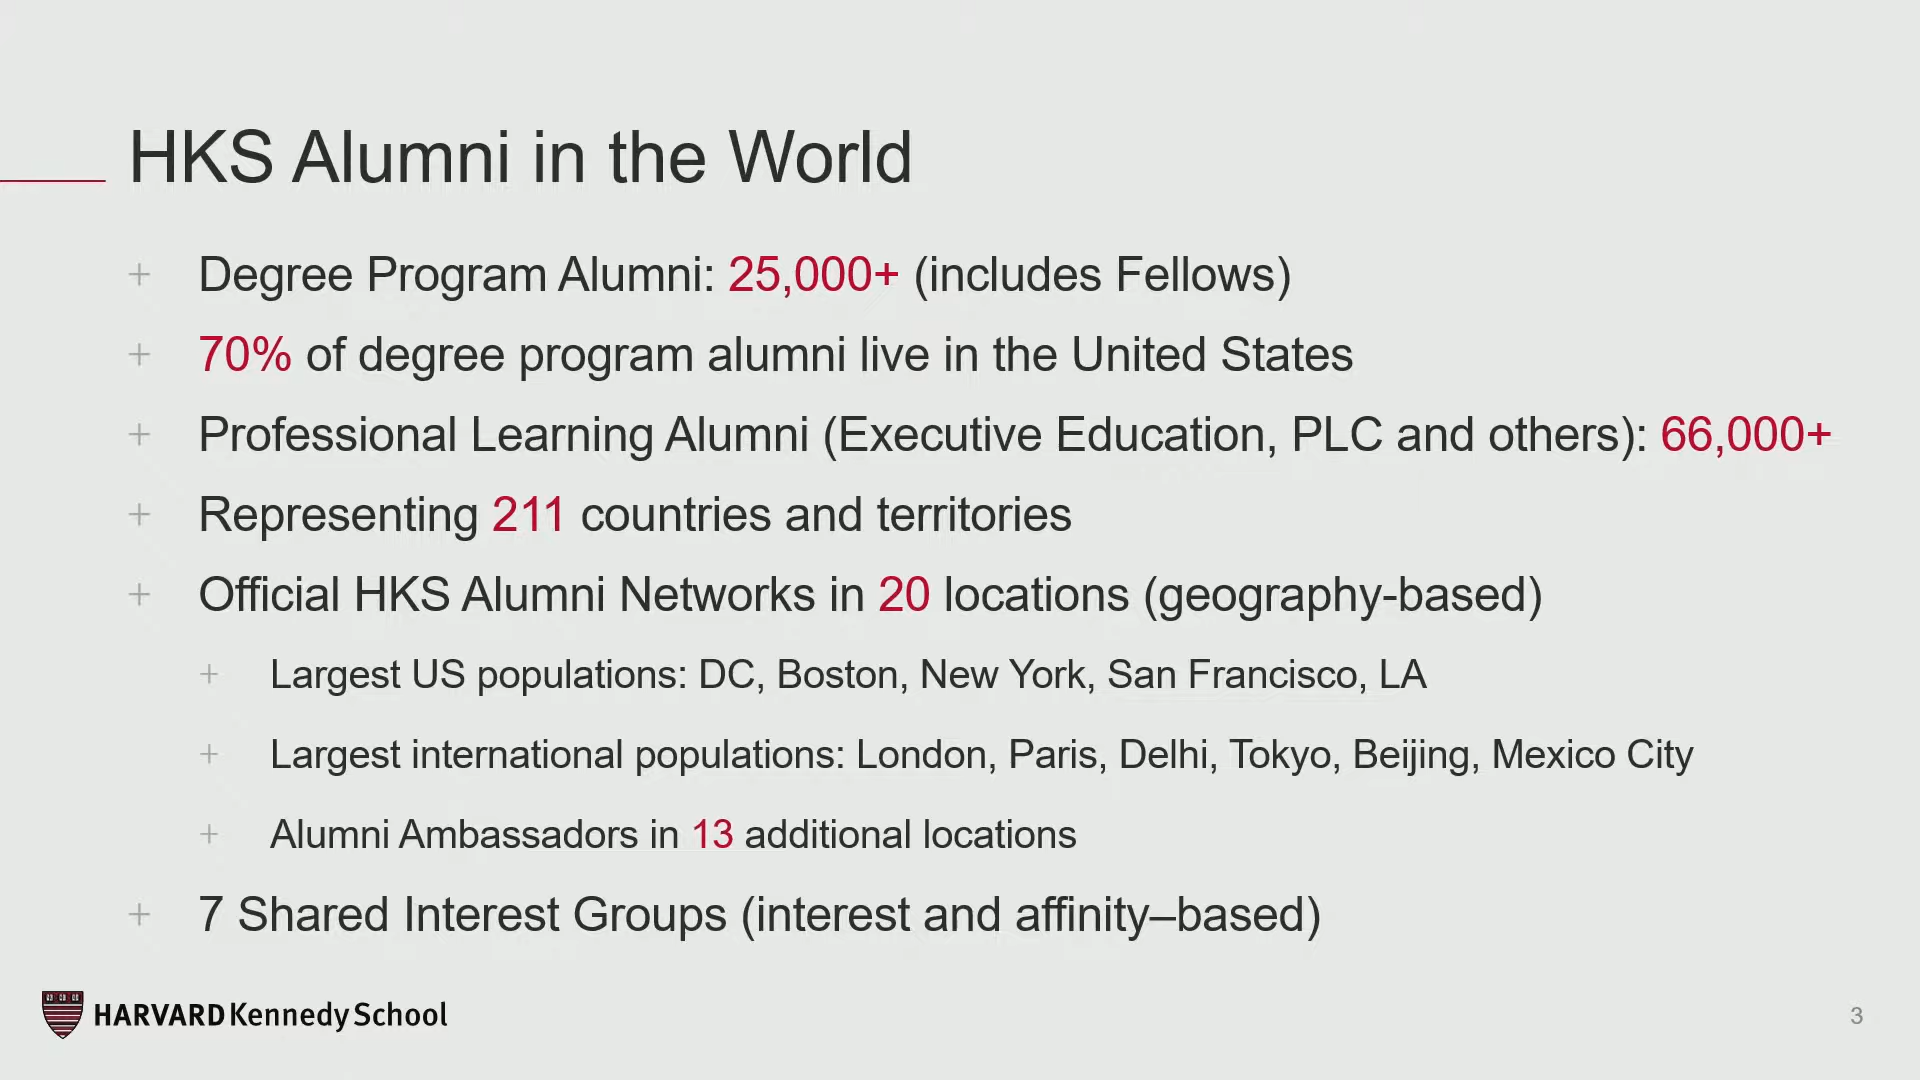 HKS Alumni in the World
+ Degree Program Alumni: 25,000+ (includes Fellows)
+ 70% of degree program alumni live in the United States
+ Professional Learning Alumni (Executive Education, PLC and others): 66,000+
+ Representing 211 countries and territories
+ Official HKS Alumni Networks in 20 locations (geography-based)
+ Largest US populations: DC, Boston, New York, San Francisco, LA
+ Largest international populations: London, Paris, Delhi, Tokyo, Beijing, Mexico City
+ Alumni Ambassadors in 13 additional locations
+ 7 Shared Interest Groups (interest and affinity–based)
HARVARD Kennedy School
3